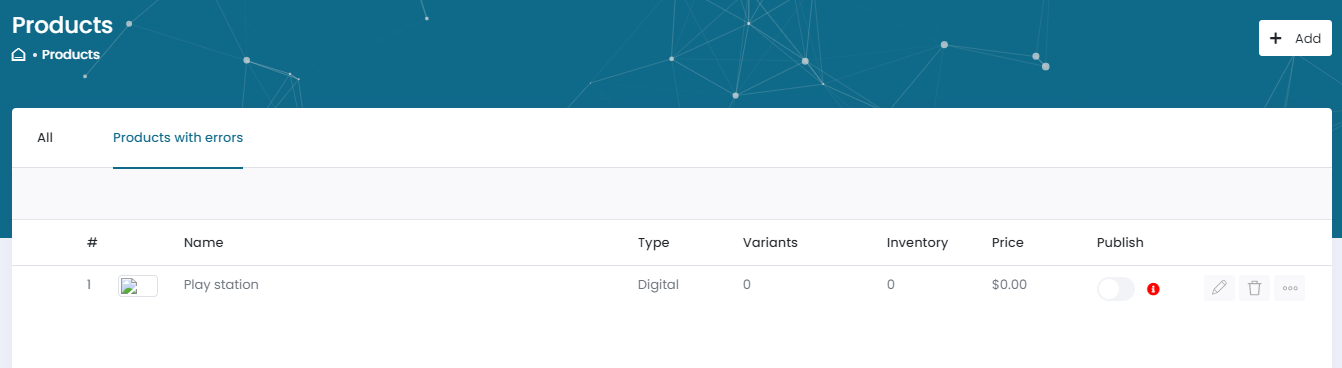 Products
• Products
Add
All Products with errors
# Name Type Variants Inventory Price Publish
1 Play station Digital 0 0 $0.00